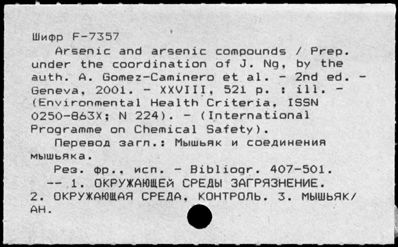 Шифр F-7357
Arsenic and arsenic compounds / Prep.
under the coordination of J. Ng, by the
auth. A. Gomez-Caminero et al. - 2nd ed. -
Geneva, 2001. - XXVIII, 521 p. : ill. -
(Environmental Health Criteria, ISSN
0250-863X; N 224). - (International
Programme on Chemical Safety).
Перевод загл.: Мышьяк и соединения
мышьяка.
Рез. фр., исп. - Bibliogr. 407-501.
-- 1. ОКРУЖАЮЩЕЙ СРЕДЫ ЗАГРЯЗНЕНИЕ.
2. ОКРУЖАЮЩАЯ СРЕДА, КОНТРОЛЬ. 3. МЫШЬЯК/
АН.